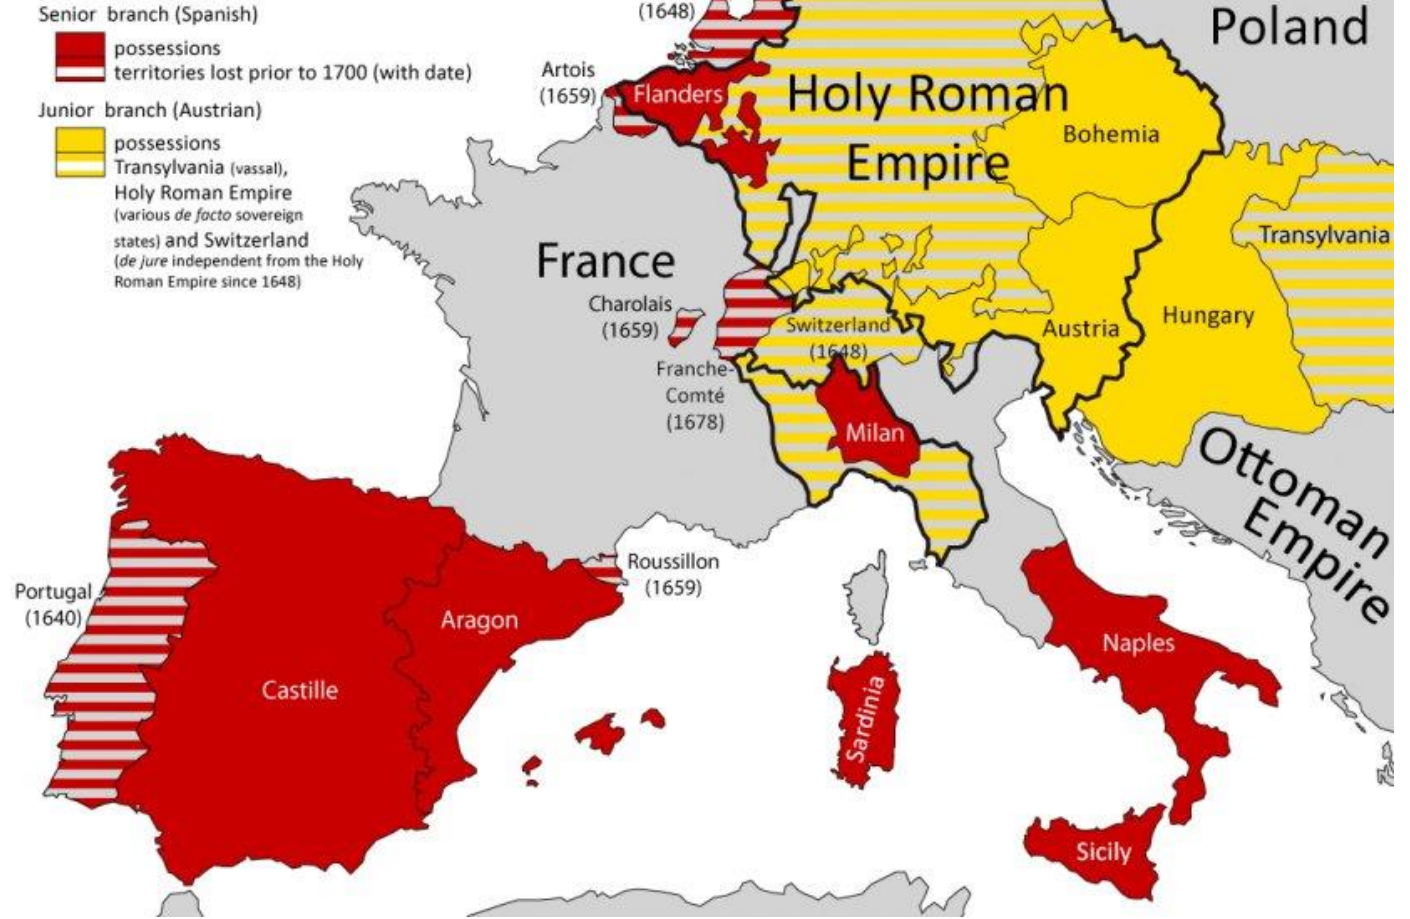 Senior branch (Spanish)
possessions
territories lost prior to 1700 (with date)
Junior branch (Austrian)
possessions
Transylvania (vassal),
Holy Roman Empire
(various de facto sovereign
states) and Switzerland
(de jure independent from the Holy
Roman Empire since 1648)
(1648)
Poland
Artois
(1659)
Flanders
Holy Roman
Empire
Bohemia
Transylvania
France
Charolais
(1659)
Switzerland
(1648)
Austria
Hungary
Franche-
Comté
(1678)
Milan
Ottoman
Empire
Roussillon
(1659)
Portugal
(1640)
Aragon
Castille
Sardinia
Naples
Sicily